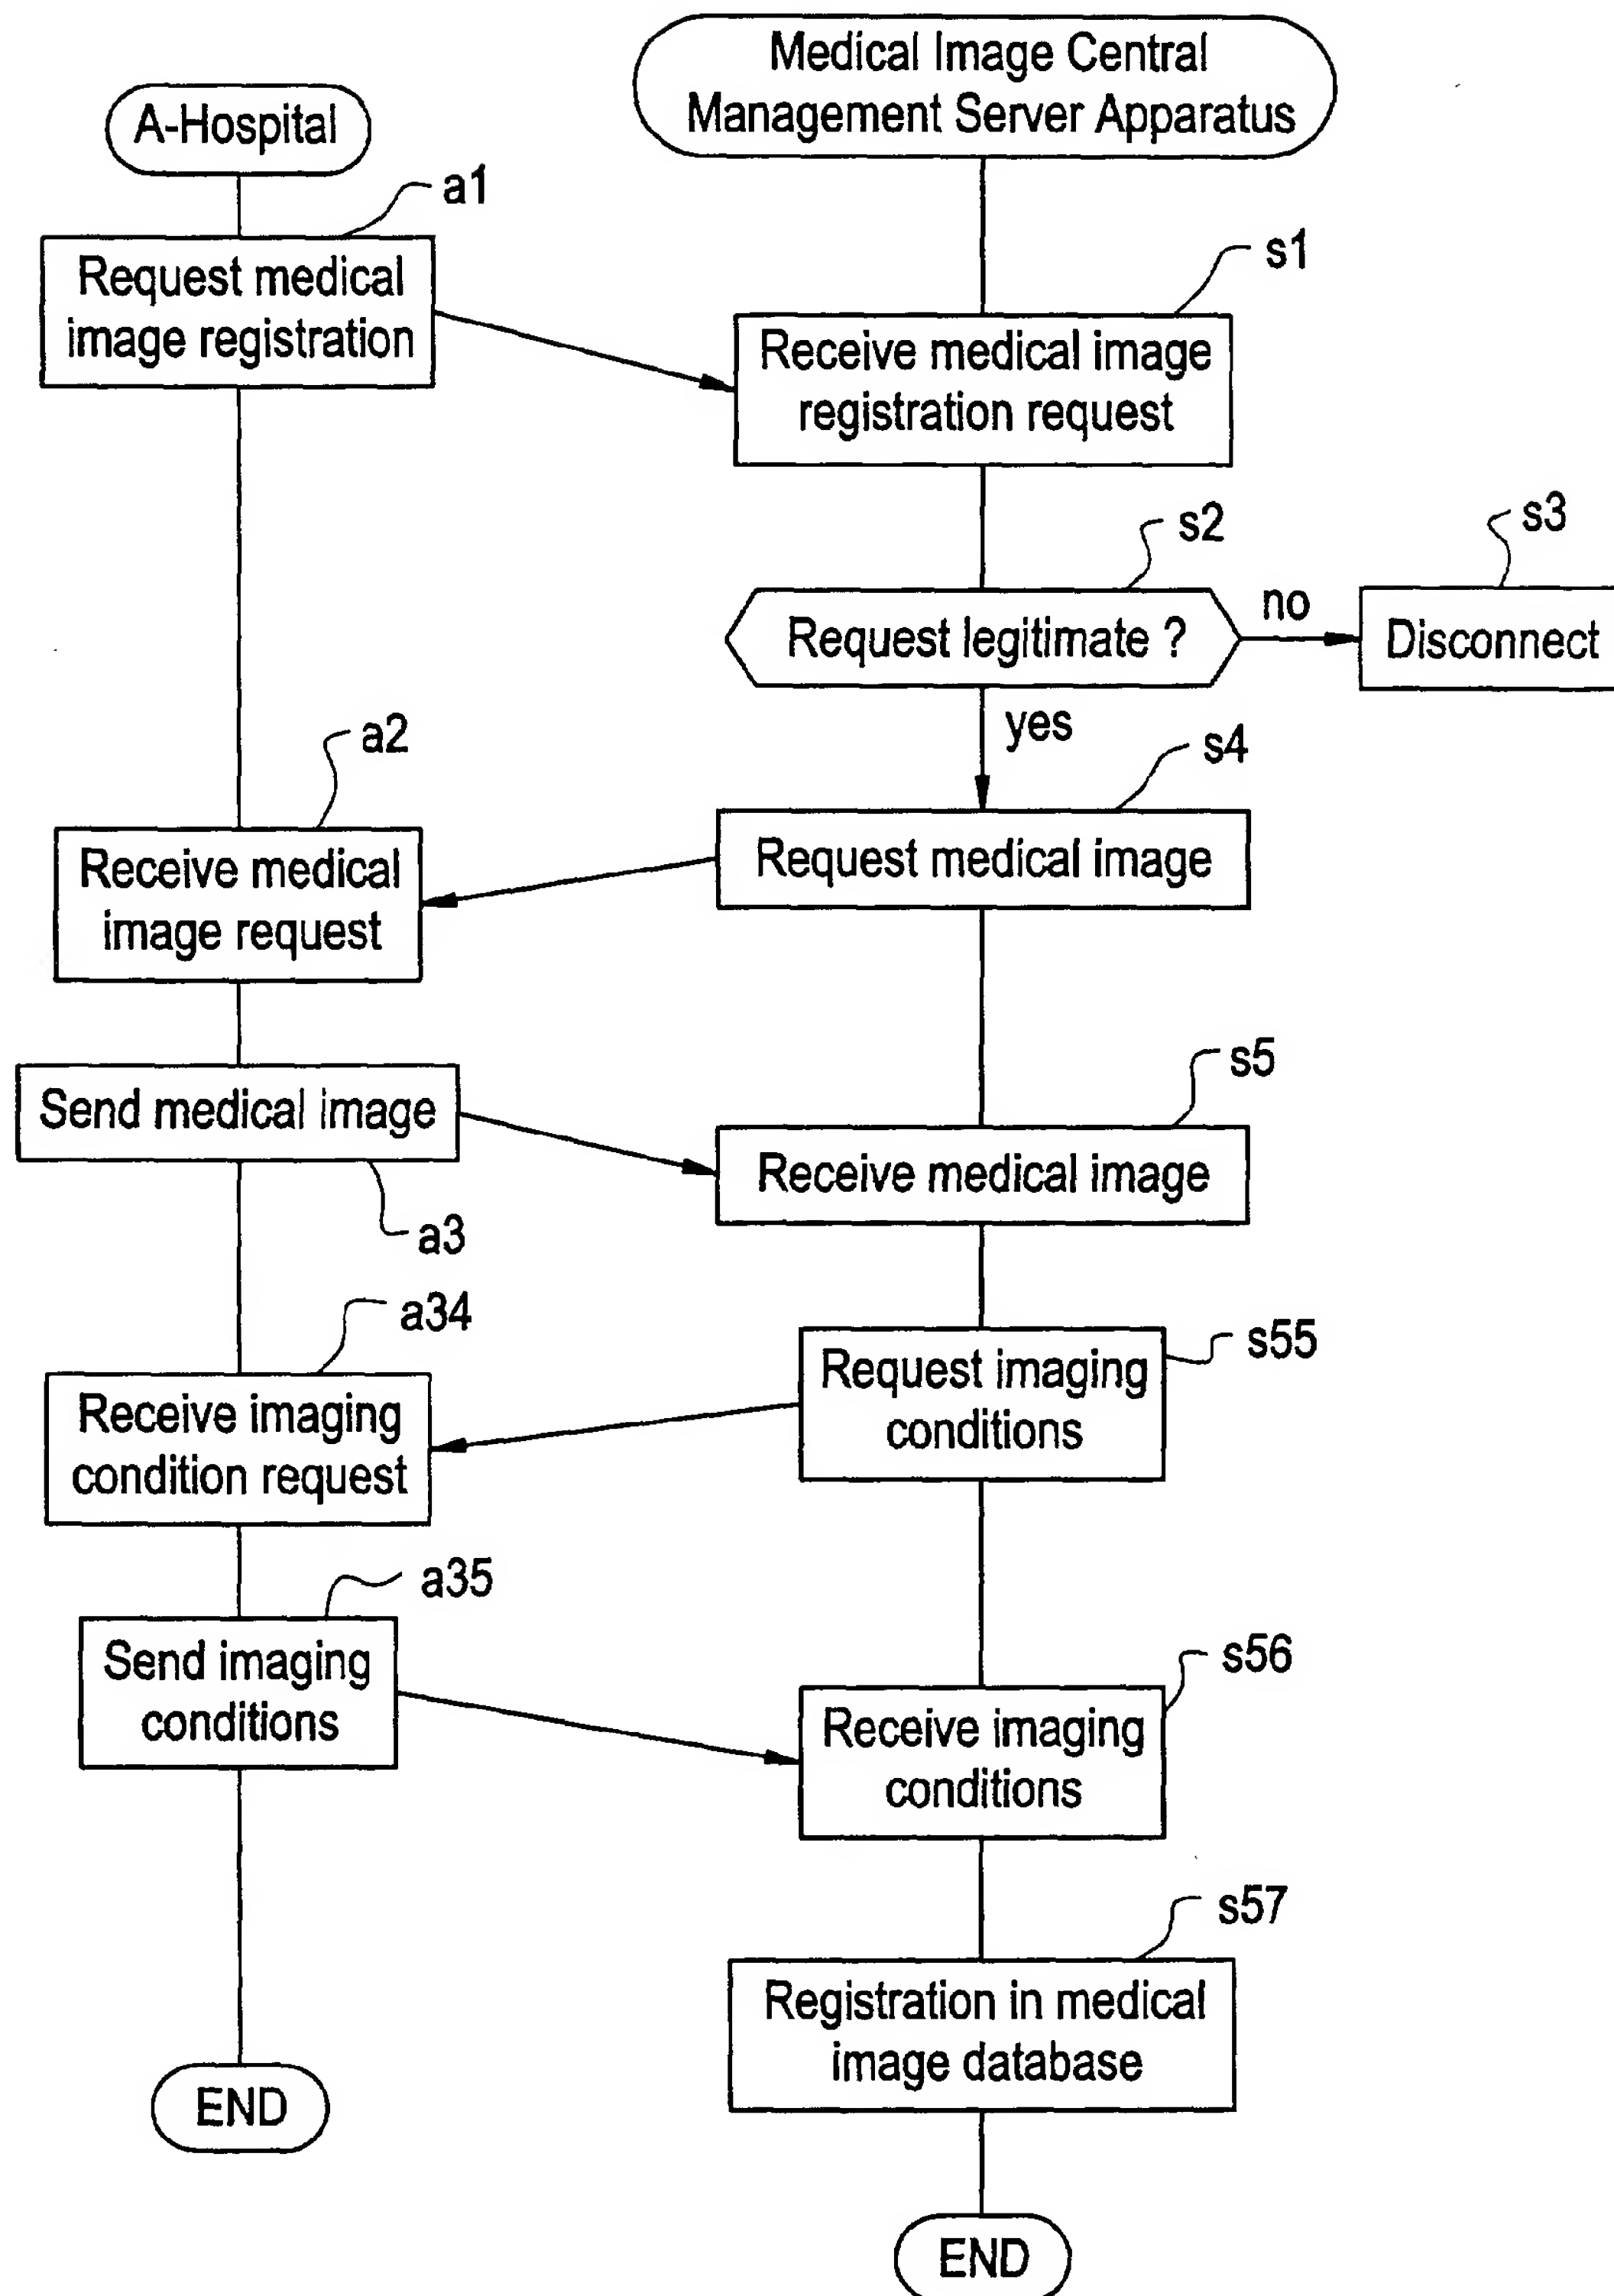 Medical Image Central
Management Server Apparatus
A-Hospital
a1
Request medical
image registration
s1
Receive medical image
registration request
s2
Request legitimate ?
no
s3
Disconnect
yes
a2
Receive medical
image request
s4
Request medical image
Send medical image
a3
s5
Receive medical image
a34
Receive imaging
condition request
s55
Request imaging
conditions
a35
Send imaging
conditions
s56
Receive imaging
conditions
s57
Registration in medical
image database
END
END